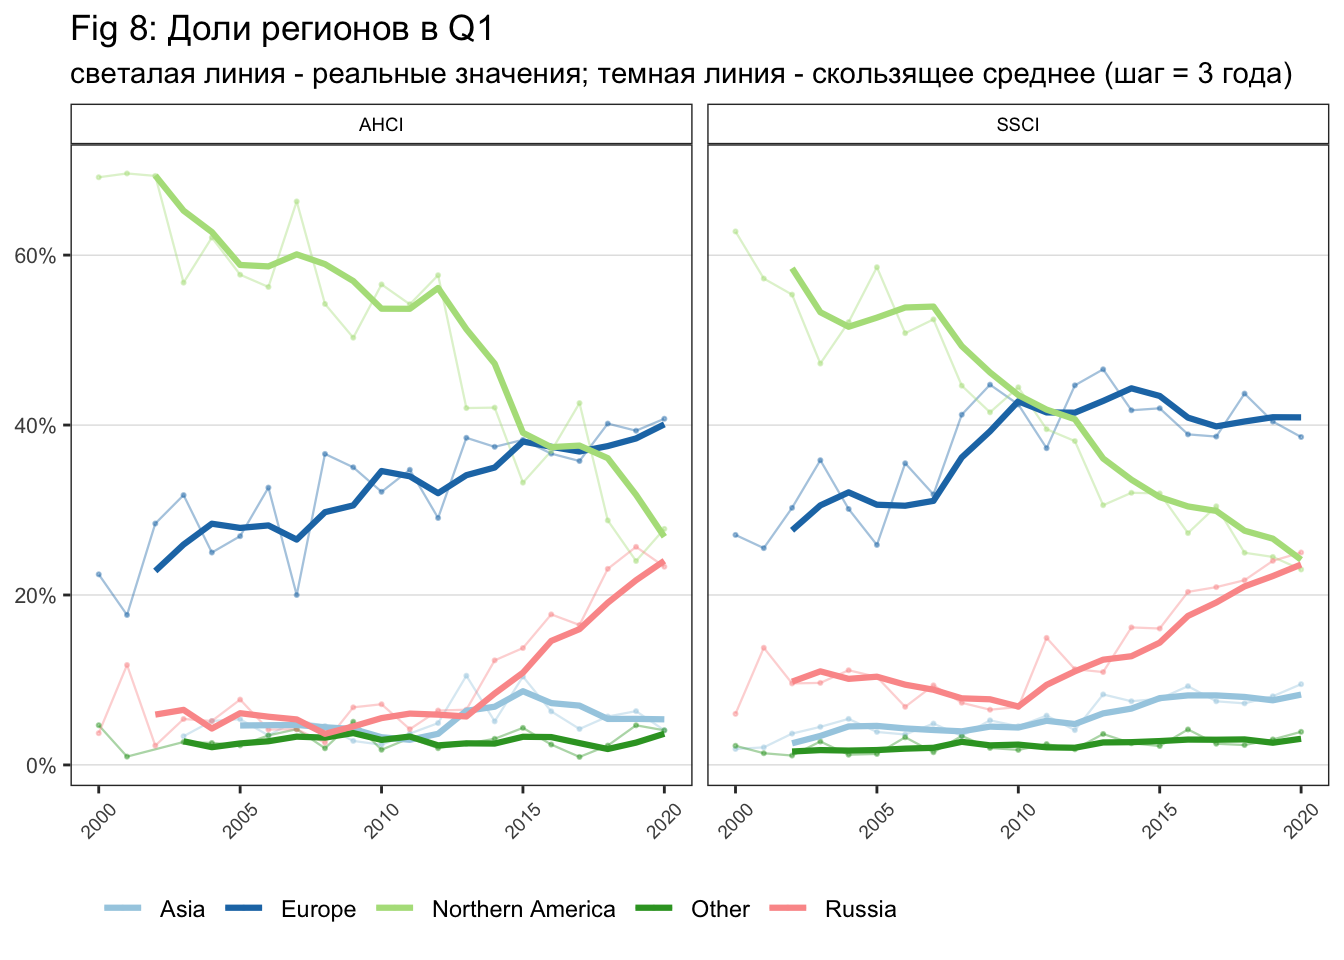 Fig 8: Доли регионов в Q1
светалая линия - реальные значения; темная линия - скользящее среднее (шаг = 3 года)
AHCI
SSCI
60%
40%
20%
0%
2000
2005
2010
2015
2020
2000
2005
2010
2015
2020
Asia
Europe
Northern America
Other
Russia